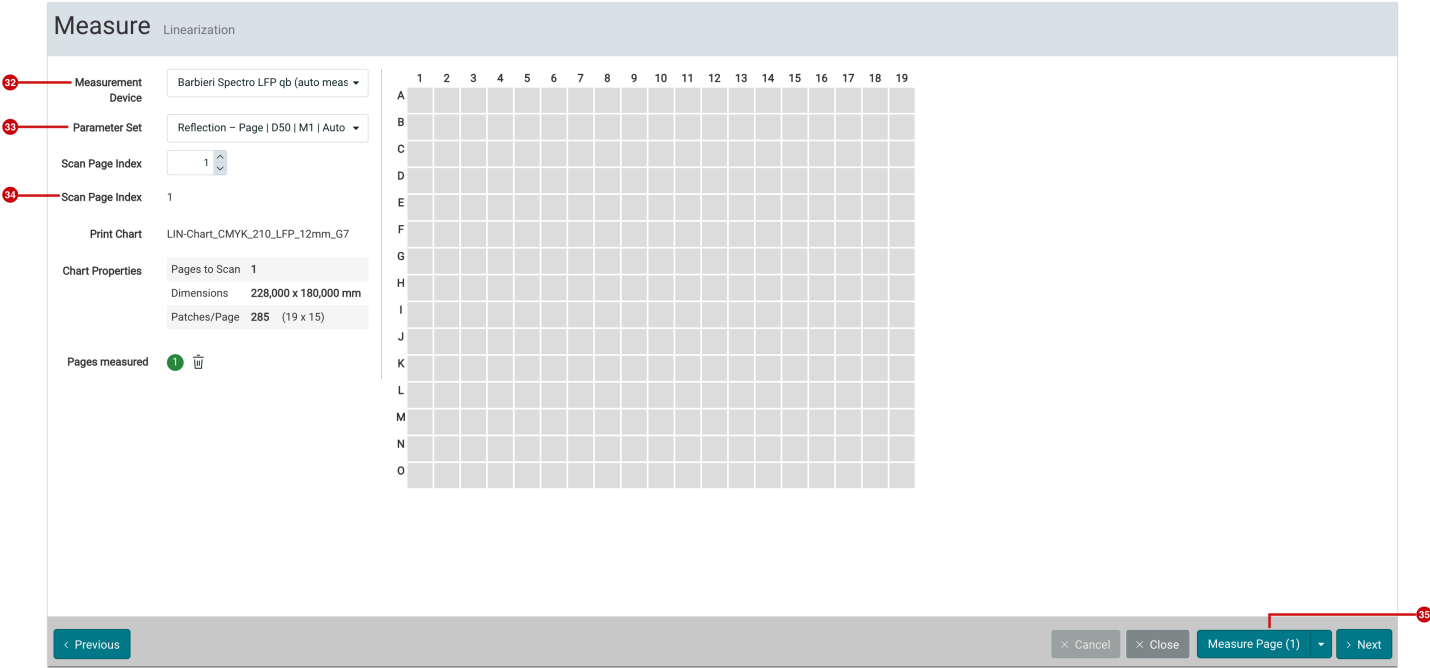 Measure Linearization
32
Measurement
Device
Barbieri Spectro LFP qb (auto meas
33
Parameter Set
Reflection – Page | D50 | M1 | Auto
Scan Page Index
1
34
Scan Page Index
1
Print Chart
LIN-Chart_CMYK_210_LFP_12mm_G7
Chart Properties
Pages to Scan 1
Dimensions 228,000 x 180,000 mm
Patches/Page 285 (19 x 15)
Pages measured
1
1 2 3 4 5 6 7 8 9 10 11 12 13 14 15 16 17 18 19
A
B
C
D
E
F
G
H
I
J
K
L
M
N
O
35
< Previous
× Cancel
× Close
Measure Page (1)
> Next